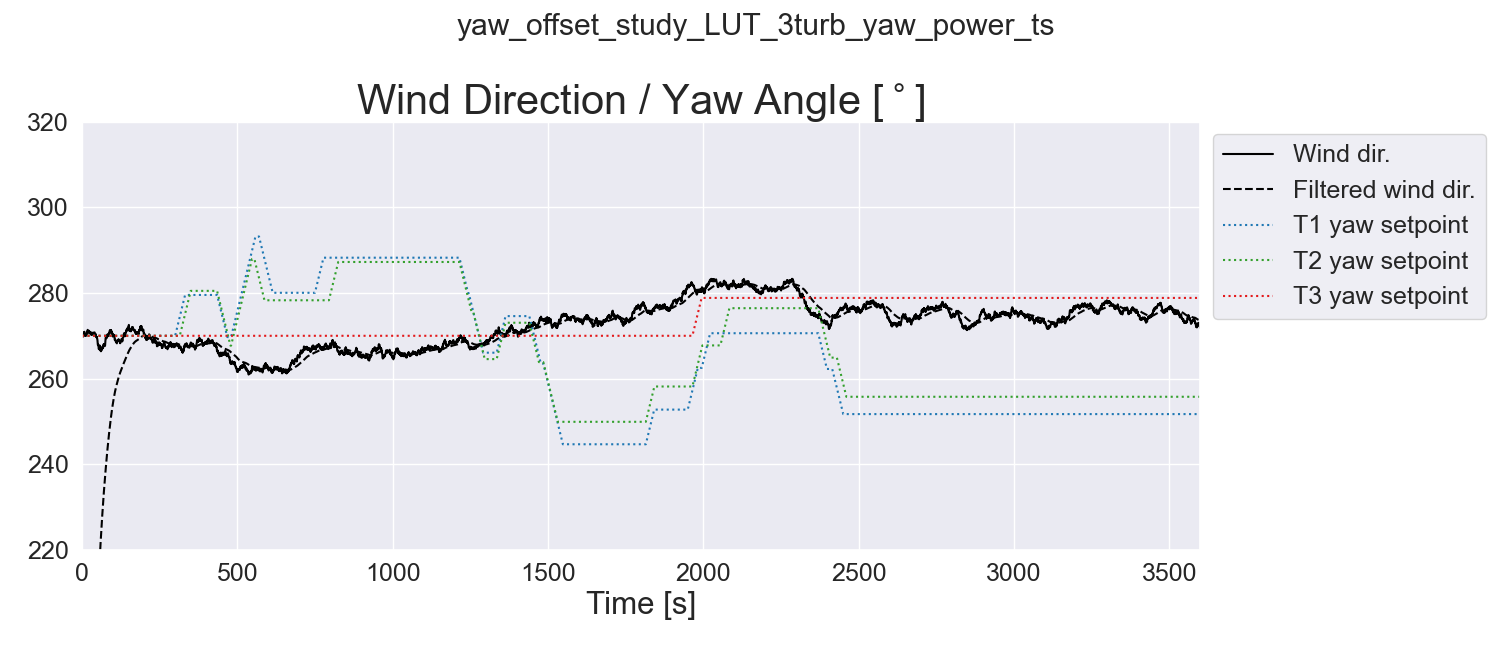 yaw_offset_study_LUT_3turb_yaw_power_ts
Wind Direction / Yaw Angle [°]
320
300
280
260
240
220
0 500 1000 1500 2000 2500 3000 3500
Time [s]
Wind dir.
Filtered wind dir.
T1 yaw setpoint
T2 yaw setpoint
T3 yaw setpoint